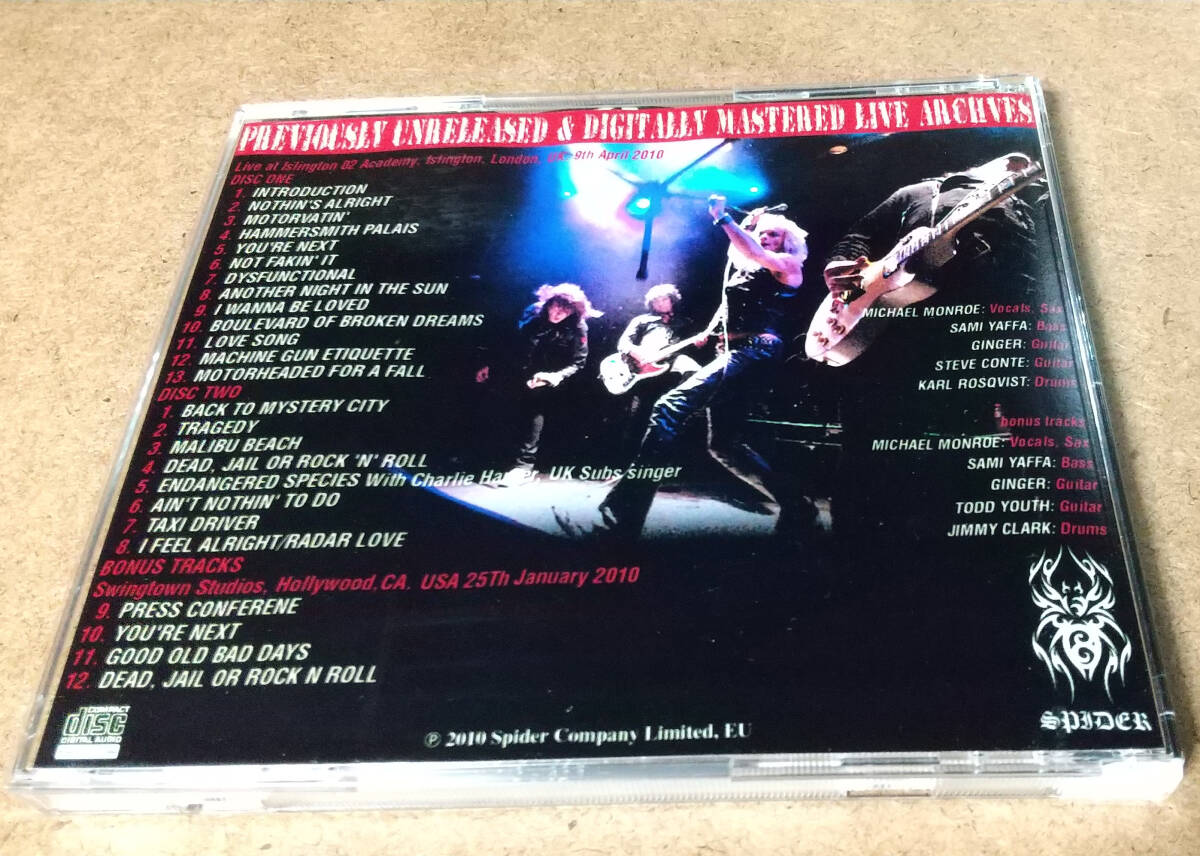 PREVIOUSLY UNRELEASED & DIGITALLY MASTERED LIVE ARCHIVES
Live at Islington O2 Academy, Islington, London, UK 9th April 2010
DISC ONE
1. INTRODUCTION
2. NOTHIN'S ALRIGHT
3. MOTORVATIN'
4. HAMMERSMITH PALAIS
5. YOU'RE NEXT
6. NOT FAKIN' IT
7. DYSFUNCTIONAL
8. ANOTHER NIGHT IN THE SUN
9. I WANNA BE LOVED
10. BOULEVARD OF BROKEN DREAMS
11. LOVE SONG
12. MACHINE GUN ETIQUETTE
13. MOTORHEADED FOR A FALL
DISC TWO
1. BACK TO MYSTERY CITY
2. TRAGEDY
3. MALIBU BEACH
4. DEAD, JAIL OR ROCK 'N' ROLL
5. ENDANGERED SPECIES With Charlie Harper, UK Subs singer
6. AIN'T NOTHIN' TO DO
7. TAXI DRIVER
8. I FEEL ALRIGHT/RADAR LOVE
BONUS TRACKS
Swingtown Studios, Hollywood, CA. USA 25Th January 2010
9. PRESS CONFERENE
10. YOU'RE NEXT
11. GOOD OLD BAD DAYS
12. DEAD, JAIL OR ROCK N ROLL
MICHAEL MONROE: Vocals, Sax
SAMI YAFFA: Bass
GINGER: Guitar
STEVE CONTE: Guitar
KARL ROSQVIST: Drums
bonus tracks
MICHAEL MONROE: Vocals, Sax
SAMI YAFFA: Bass
GINGER: Guitar
TODD YOUTH: Guitar
JIMMY CLARK: Drums
SPIDER
COMPACT
disc
DIGITAL AUDIO
℗ 2010 Spider Company Limited, EU